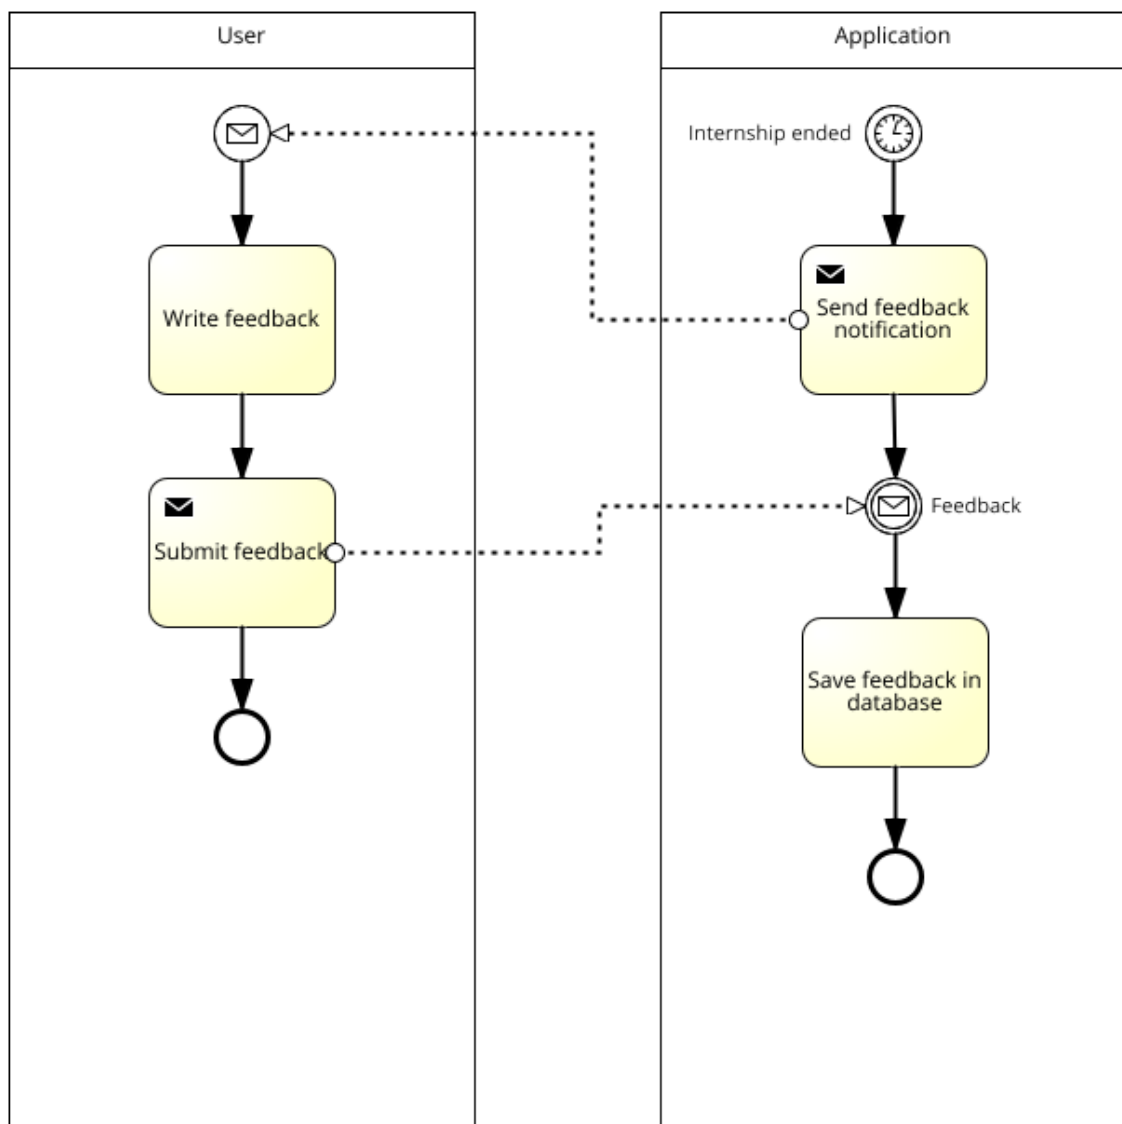 User
Application
Internship ended
Write feedback
Send feedback
notification
Submit feedback
Feedback
Save feedback in
database